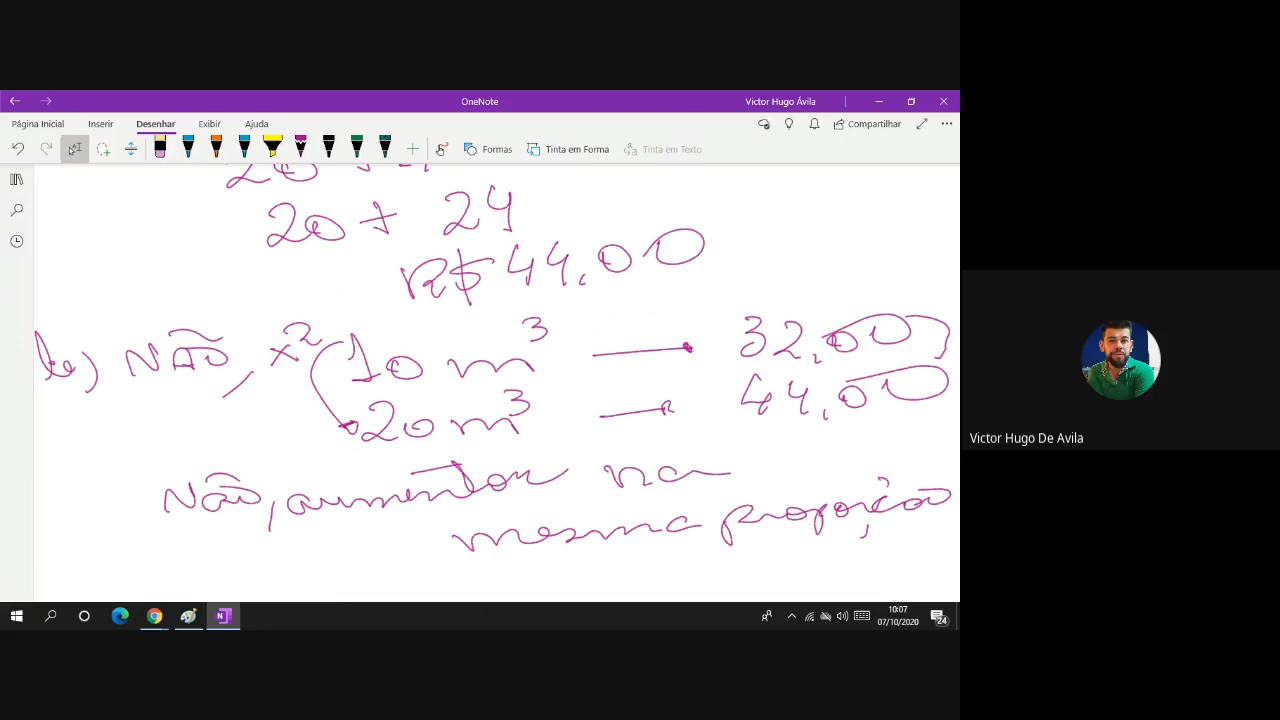 OneNote
Victor Hugo Ávila
Página Inicial Inserir Desenhar Exibir Ajuda
Compartilhar
Formas Tinta em Forma Tinta em Texto
20 +
20 + 24
R$ 44,00
b) NÃO, x2 10 m³ 32,00
20 m³ 44,00
Não, aumentou na
mesma proporção
Victor Hugo De Avila
10:07
07/10/2020
24